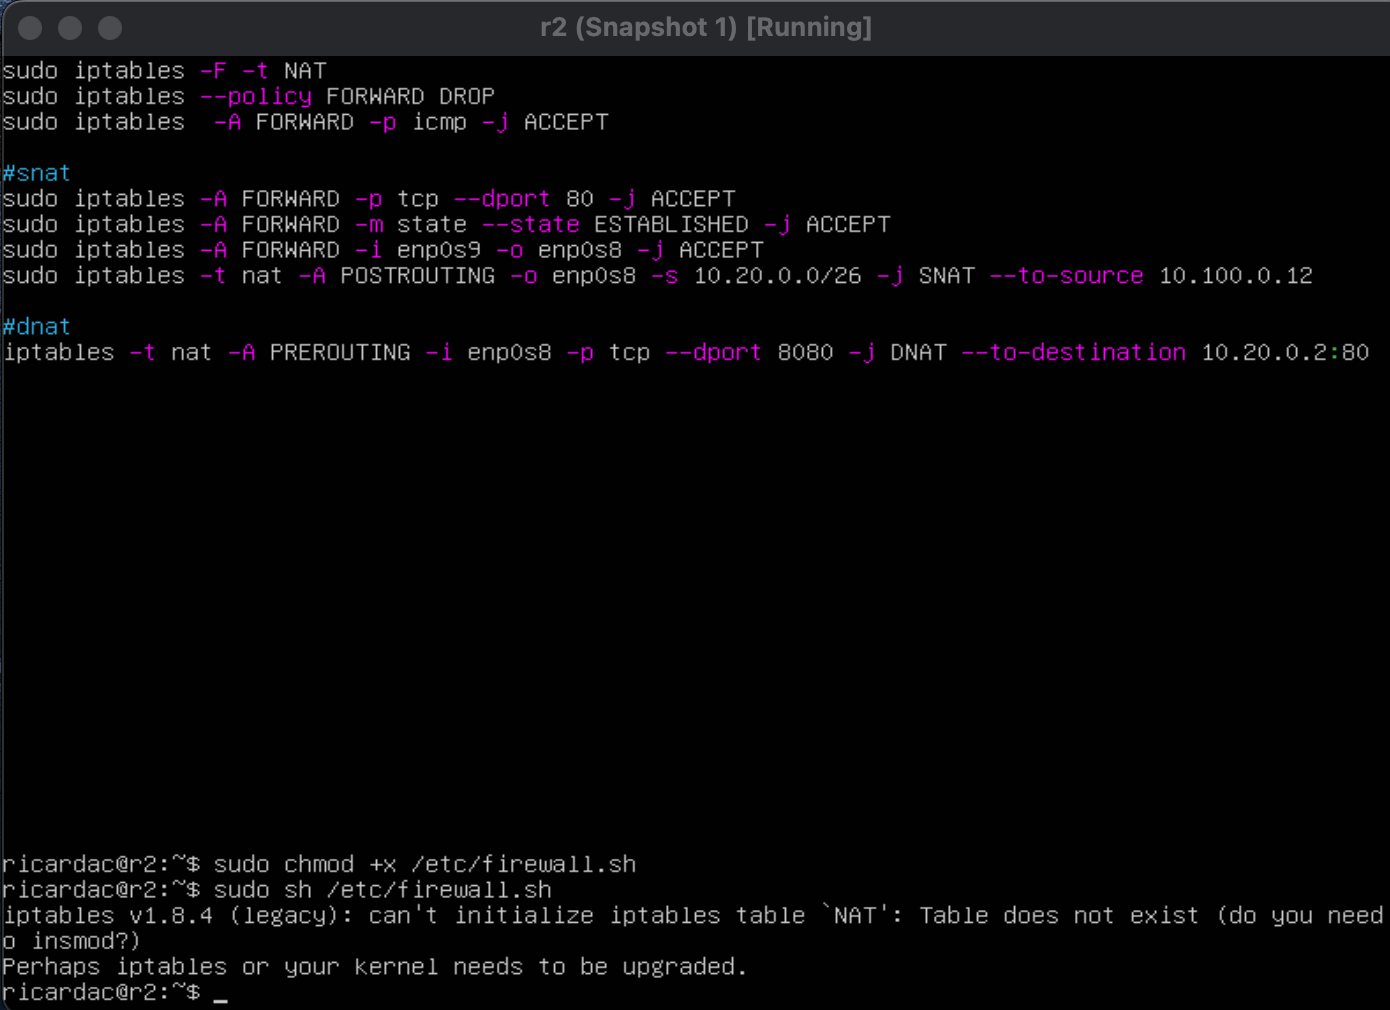 r2 (Snapshot 1) [Running]
sudo iptables -F -t NAT
sudo iptables --policy FORWARD DROP
sudo iptables  -A FORWARD -p icmp -j ACCEPT
#snat
sudo iptables -A FORWARD -p tcp --dport 80 -j ACCEPT
sudo iptables -A FORWARD -m state --state ESTABLISHED -j ACCEPT
sudo iptables -A FORWARD -i enp0s9 -o enp0s8 -j ACCEPT
sudo iptables -t nat -A POSTROUTING -o enp0s8 -s 10.20.0.0/26 -j SNAT --to-source 10.100.0.12
#dnat
iptables -t nat -A PREROUTING -i enp0s8 -p tcp --dport 8080 -j DNAT --to-destination 10.20.0.2:80
ricardac@r2:~$ sudo chmod +x /etc/firewall.sh
ricardac@r2:~$ sudo sh /etc/firewall.sh
iptables v1.8.4 (legacy): can't initialize iptables table `NAT': Table does not exist (do you need
o insmod?)
Perhaps iptables or your kernel needs to be upgraded.
ricardac@r2:~$ _